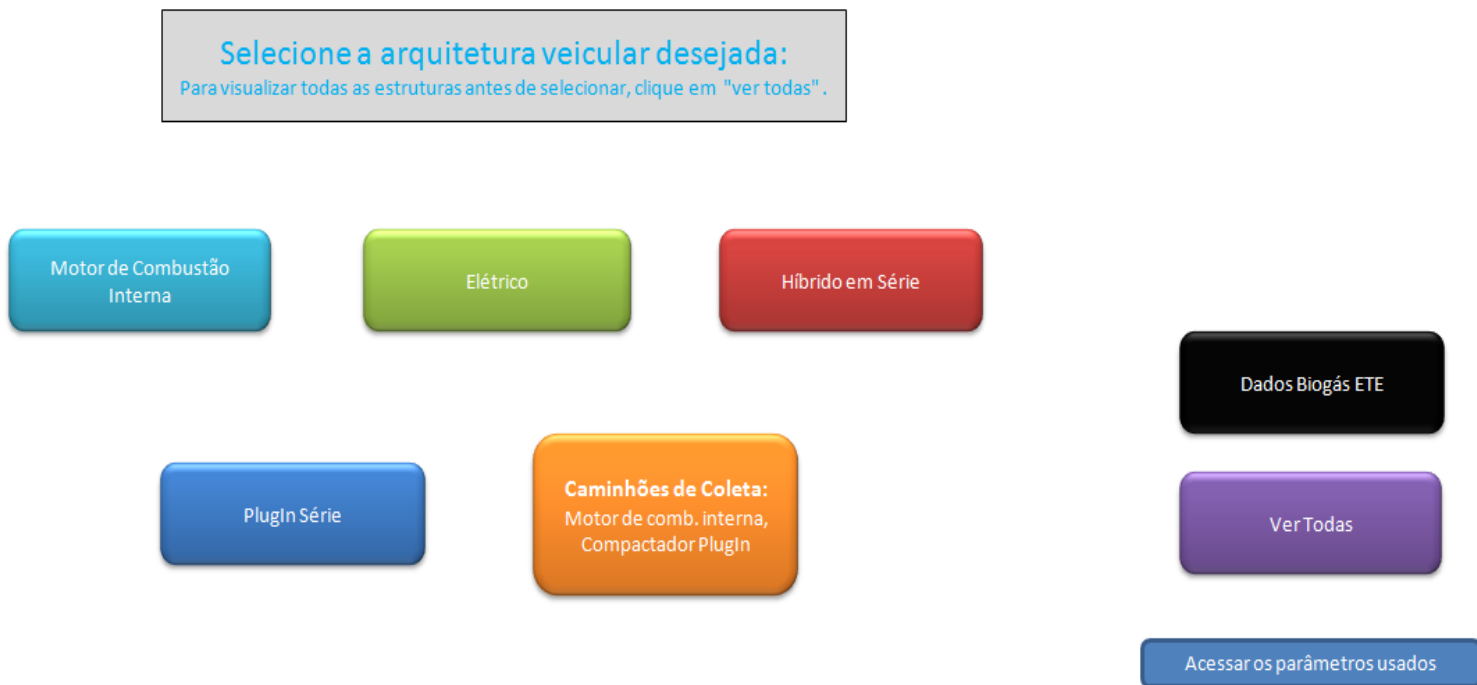 Selecione a arquitetura veicular desejada:
Para visualizar todas as estruturas antes de selecionar, clique em "ver todas" .
Motor de Combustão
Interna
Elétrico
Híbrido em Série
Dados Biogás ETE
PlugIn Série
Caminhões de Coleta:
Motor de comb. interna,
Compactador PlugIn
Ver Todas
Acessar os parâmetros usados